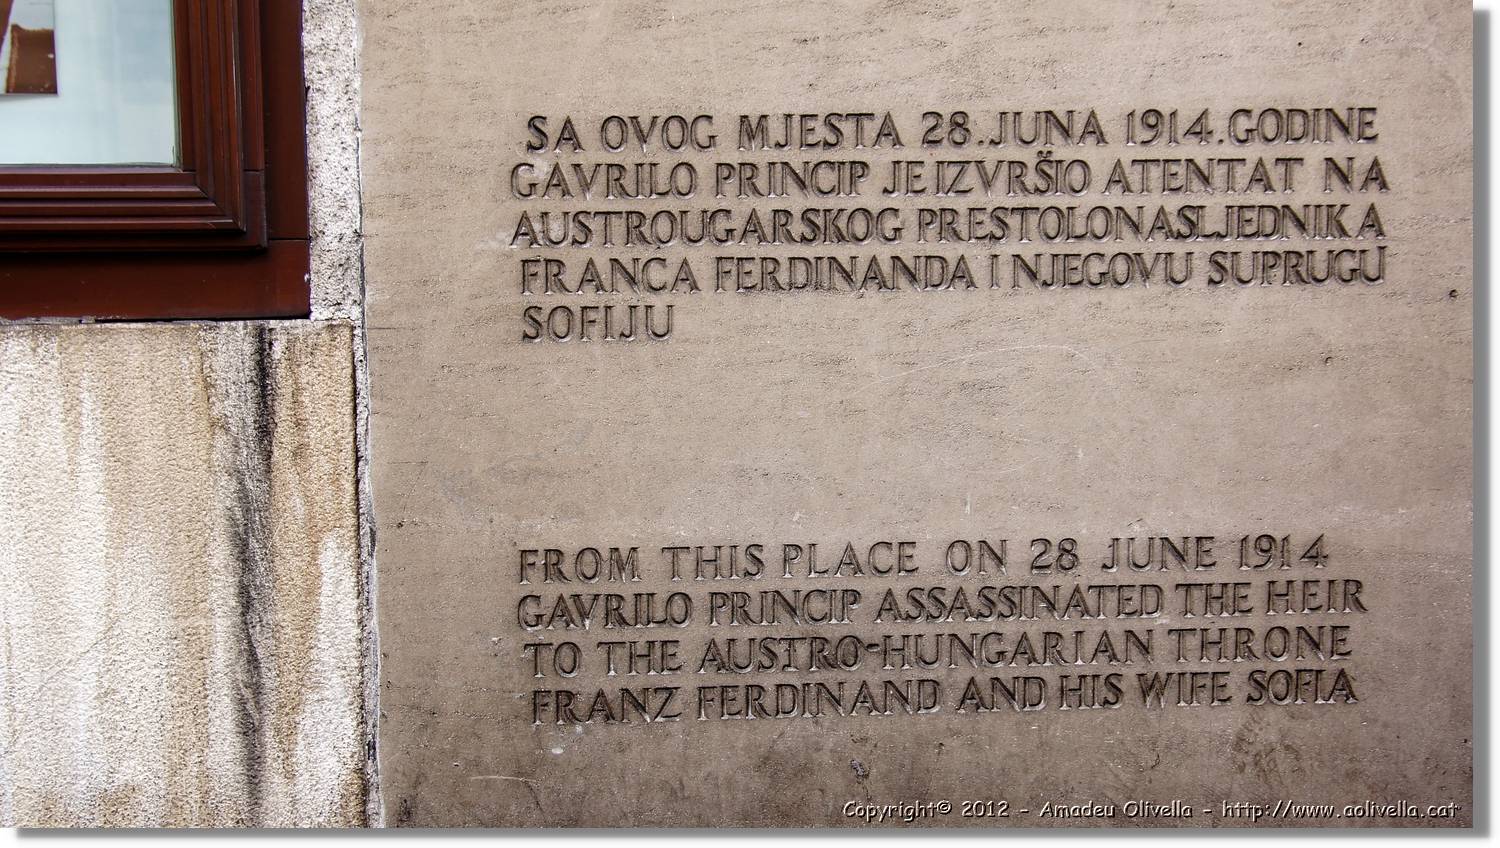 SA OVOG MJESTA 28.JUNA 1914.GODINE
GAVRILO PRINCIP JE IZVRŠIO ATENTAT NA
AUSTROUGARSKOG PRESTOLONASLJEDNIKA
FRANCA FERDINANDA I NJEGOVU SUPRUGU
SOFIJU
FROM THIS PLACE ON 28 JUNE 1914
GAVRILO PRINCIP ASSASSINATED THE HEIR
TO THE AUSTRO-HUNGARIAN THRONE
FRANZ FERDINAND AND HIS WIFE SOFIA
Copyright© 2012 - Amadeu Olivella - http://www.aolivella.cat